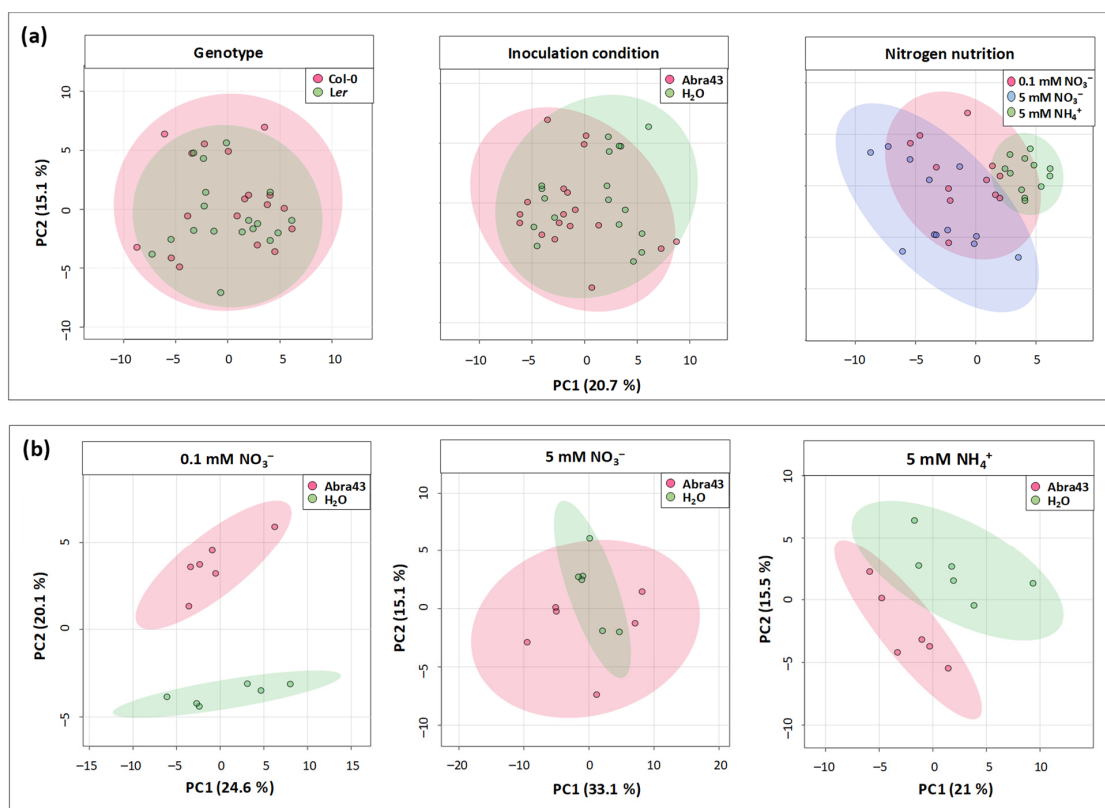 (a)
Genotype
Col-0
Ler
10
5
0
−5
−10
PC2 (15.1 %)
−10 −5 0 5 10
Inoculation condition
Abra43
H₂O
−10 −5 0 5 10
PC1 (20.7 %)
Nitrogen nutrition
0.1 mM NO₃⁻
5 mM NO₃⁻
5 mM NH₄⁺
−10 −5 0 5
(b)
0.1 mM NO₃⁻
Abra43
H₂O
5
0
−5
PC2 (20.1 %)
−15 −10 −5 0 5 10 15
PC1 (24.6 %)
5 mM NO₃⁻
Abra43
H₂O
10
5
0
−5
−10
PC2 (15.1 %)
−20 −10 0 10 20
PC1 (33.1 %)
5 mM NH₄⁺
Abra43
H₂O
10
5
0
−5
−10
PC2 (15.5 %)
−10 −5 0 5 10
PC1 (21 %)